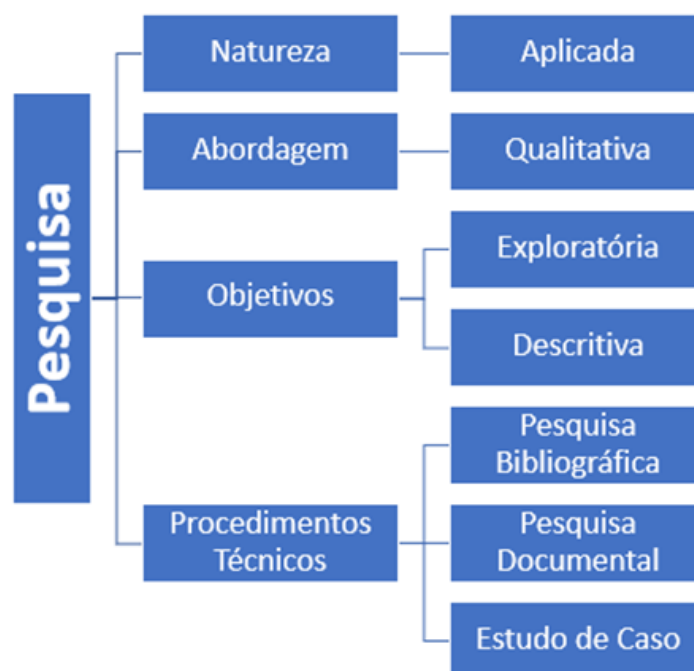 Pesquisa
Natureza
Aplicada
Abordagem
Qualitativa
Objetivos
Exploratória
Descritiva
Procedimentos
Técnicos
Pesquisa
Bibliográfica
Pesquisa
Documental
Estudo de Caso